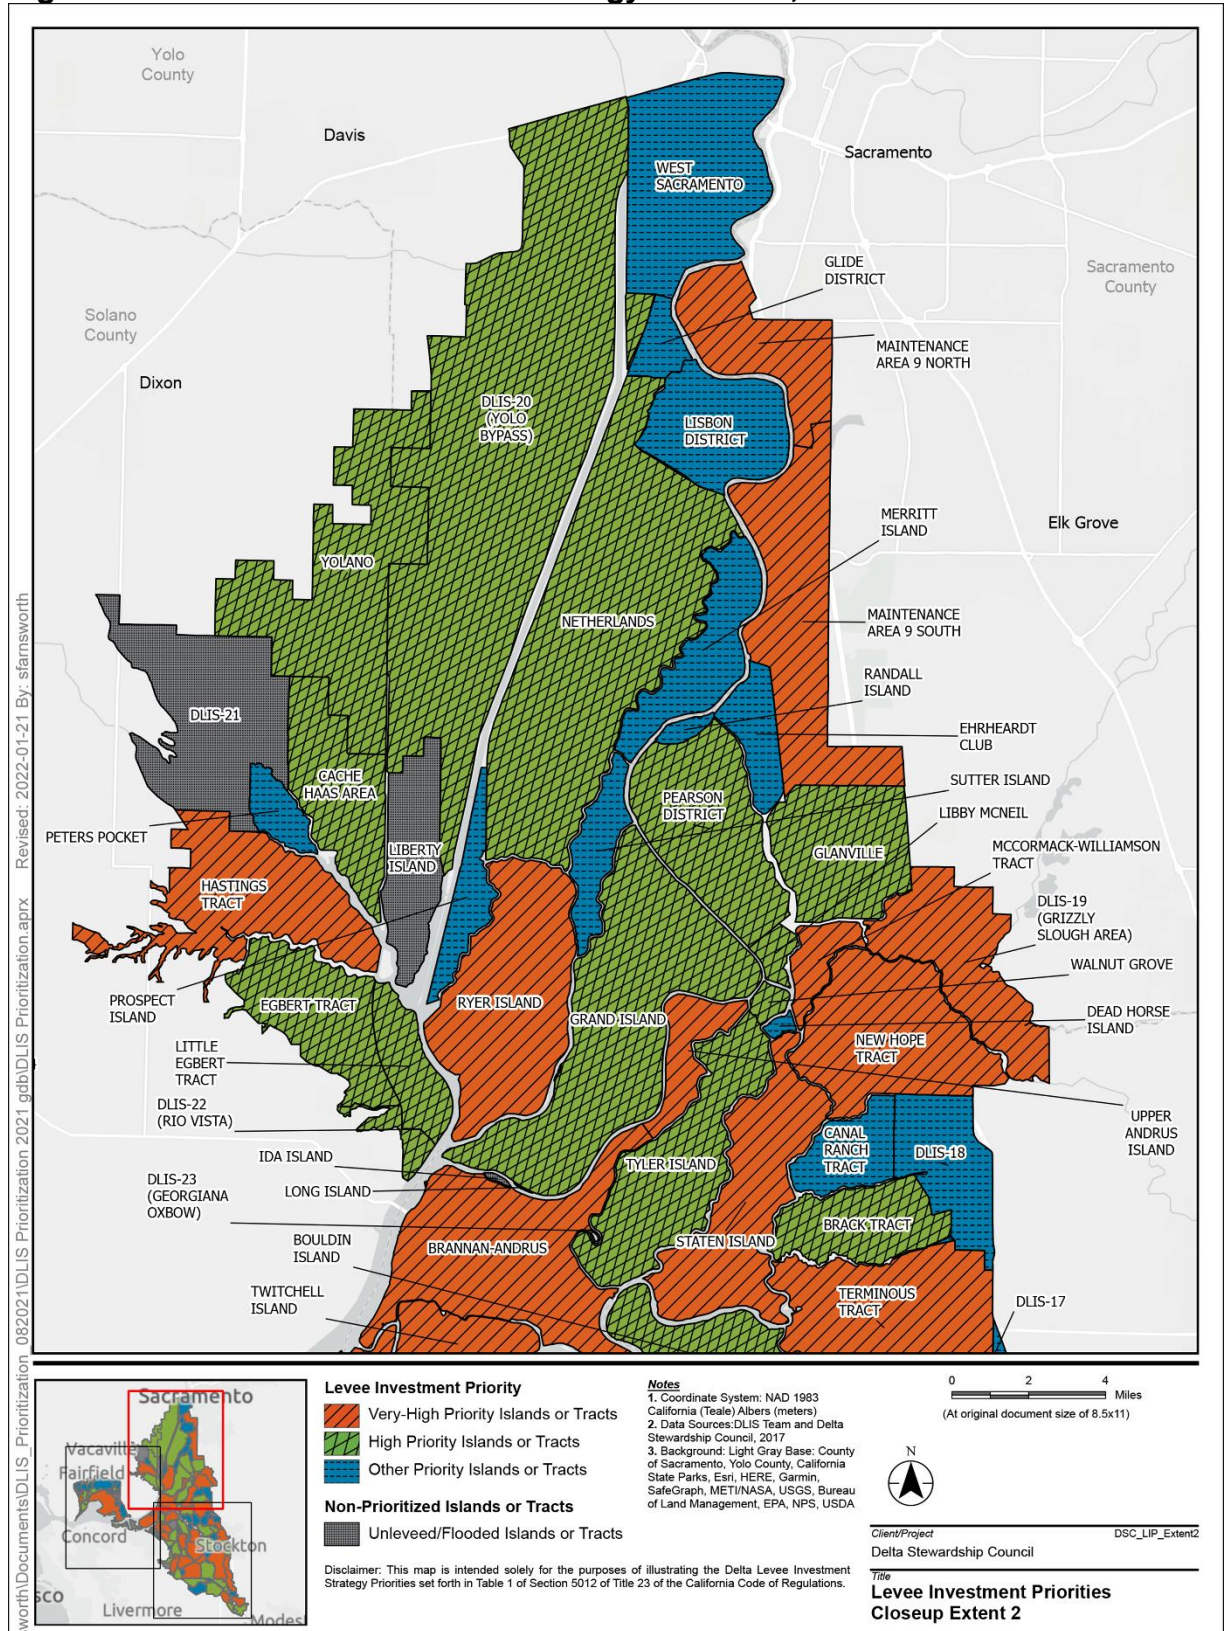 Yolo
County
Davis
Sacramento
WEST
SACRAMENTO
GLIDE
DISTRICT
Sacramento
County
Solano
County
MAINTENANCE
AREA 9 NORTH
Dixon
DLIS-20
(YOLO
BYPASS)
LISBON
DISTRICT
MERRITT
ISLAND
Elk Grove
YOLANO
NETHERLANDS
MAINTENANCE
AREA 9 SOUTH
RANDALL
ISLAND
DLIS-21
EHRHEARDT
CLUB
CACHE
HAAS AREA
SUTTER ISLAND
PEARSON
DISTRICT
LIBBY MCNEIL
PETERS POCKET
LIBERTY
ISLAND
GLANVILLE
MCCORMACK-WILLIAMSON
TRACT
HASTINGS
TRACT
DLIS-19
(GRIZZLY
SLOUGH AREA)
WALNUT GROVE
PROSPECT
ISLAND
EGBERT TRACT
RYER ISLAND
GRAND ISLAND
DEAD HORSE
ISLAND
NEW HOPE
TRACT
LITTLE
EGBERT
TRACT
DLIS-22
(RIO VISTA)
UPPER
ANDRUS
ISLAND
CANAL
RANCH
TRACT
DLIS-18
IDA ISLAND
TYLER ISLAND
DLIS-23
(GEORGIANA
OXBOW)
LONG ISLAND
BRACK TRACT
BOULDIN
ISLAND
BRANNAN-ANDRUS
STATEN ISLAND
TWITCHELL
ISLAND
TERMINOUS
TRACT
DLIS-17
sworth\Documents\DLIS_Prioritization_082021\DLIS Prioritization 2021 gdb\DLIS Prioritization.aprx Revised: 2022-01-21 By: sfarnsworth
Sacramento
Vacaville
Fairfield
Concord
Stockton
sco
Livermore
Modest
Levee Investment Priority
Very-High Priority Islands or Tracts
High Priority Islands or Tracts
Other Priority Islands or Tracts
Non-Prioritized Islands or Tracts
Unleveed/Flooded Islands or Tracts
Notes
1. Coordinate System: NAD 1983
California (Teale) Albers (meters)
2. Data Sources:DLIS Team and Delta
Stewardship Council, 2017
3. Background: Light Gray Base: County
of Sacramento, Yolo County, California
State Parks, Esri, HERE, Garmin,
SafeGraph, METI/NASA, USGS, Bureau
of Land Management, EPA, NPS, USDA
Disclaimer: This map is intended solely for the purposes of illustrating the Delta Levee Investment
Strategy Priorities set forth in Table 1 of Section 5012 of Title 23 of the California Code of Regulations.
0 2 4
Miles
(At original document size of 8.5x11)
N
Client/Project DSC_LIP_Extent2
Delta Stewardship Council
Title
Levee Investment Priorities
Closeup Extent 2